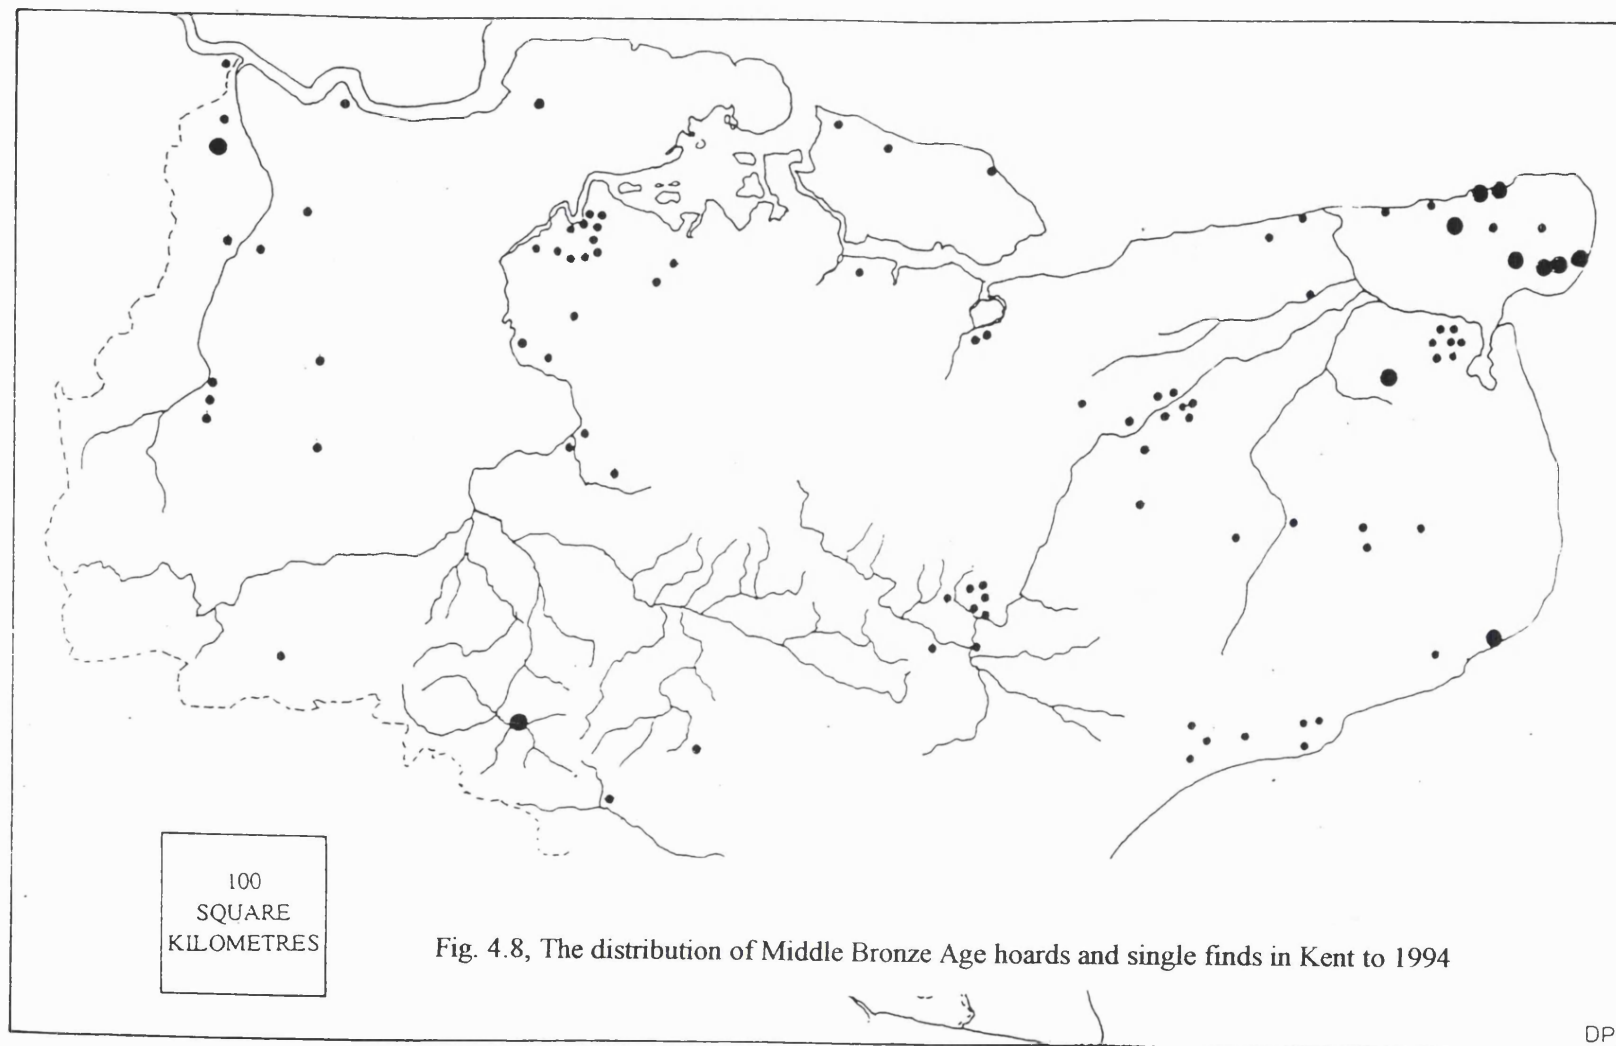 100
SQUARE
KILOMETRES
Fig. 4.8, The distribution of Middle Bronze Age hoards and single finds in Kent to 1994
DP